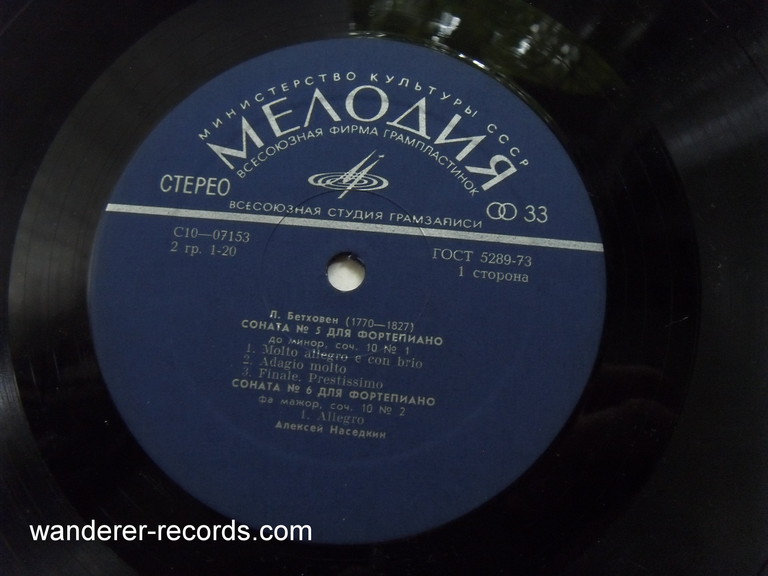 МИНИСТЕРСТВО КУЛЬТУРЫ СССР
МЕЛОДИЯ
ВСЕСОЮЗНАЯ ФИРМА ГРАМПЛАСТИНОК
СТЕРЕО
33
ВСЕСОЮЗНАЯ СТУДИЯ ГРАМЗАПИСИ
С10—07153
ГОСТ 5289-73
2 гр. 1-20
1 сторона
Л. Бетховен (1770—1827)
СОНАТА № 5 ДЛЯ ФОРТЕПИАНО
до минор, соч. 10 № 1
1. Molto allegro e con brio
2. Adagio molto
3. Finale. Prestissimo
СОНАТА № 6 ДЛЯ ФОРТЕПИАНО
Фа мажор, соч. 10 № 2
1. Allegro
Алексей Наседкин
wanderer-records.com